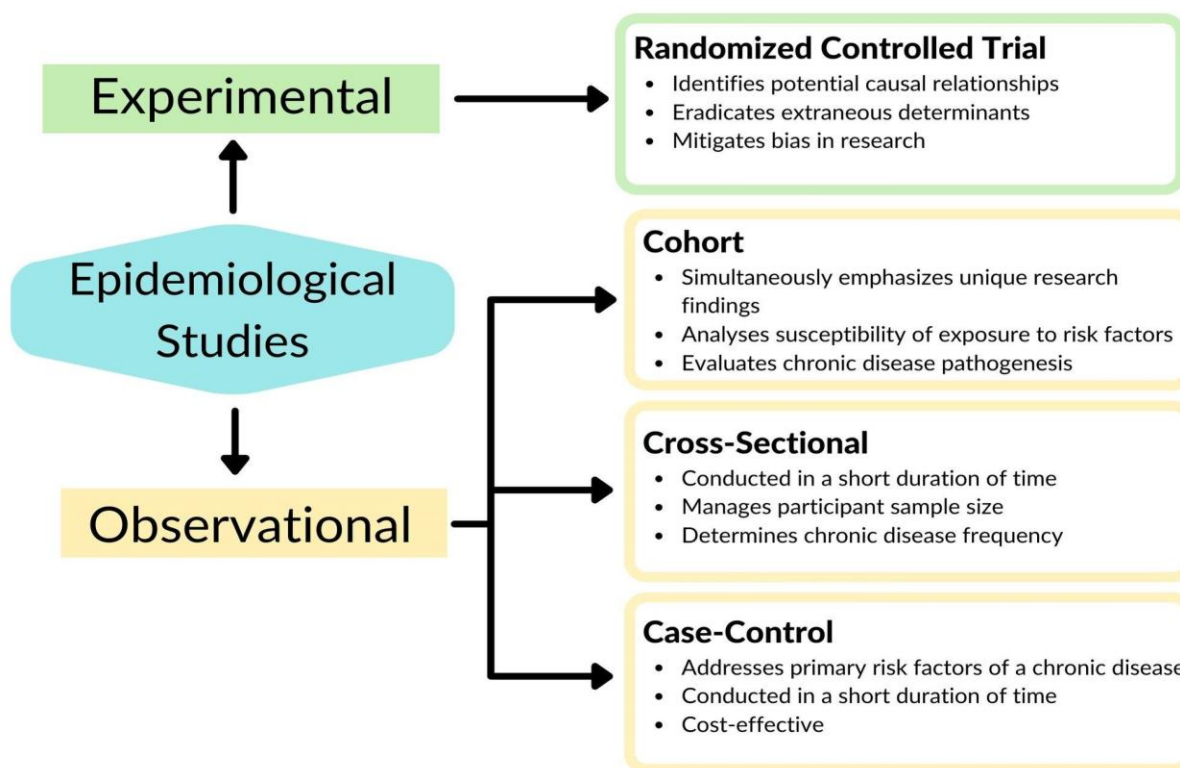 Experimental
Epidemiological
Studies
Observational
Randomized Controlled Trial
• Identifies potential causal relationships
• Eradicates extraneous determinants
• Mitigates bias in research
Cohort
• Simultaneously emphasizes unique research
findings
• Analyses susceptibility of exposure to risk factors
• Evaluates chronic disease pathogenesis
Cross-Sectional
• Conducted in a short duration of time
• Manages participant sample size
• Determines chronic disease frequency
Case-Control
• Addresses primary risk factors of a chronic disease
• Conducted in a short duration of time
• Cost-effective